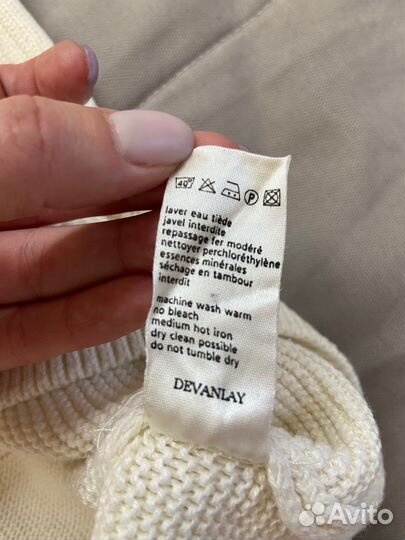 40°
P
laver eau tiède
javel interdite
repassage fer modéré
nettoyer perchloréthylène
essences minérales
séchage en tambour
interdit
machine wash warm
no bleach
medium hot iron
dry clean possible
do not tumble dry
DEVANLAY
Avito